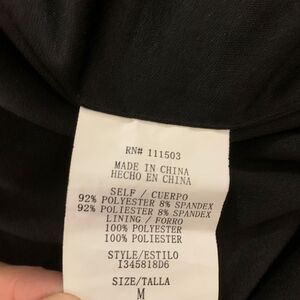 RN# 111503
MADE IN CHINA
HECHO EN CHINA
SELF / CUERPO
92% POLYESTER 8% SPANDEX
92% POLIESTER 8% SPANDEX
LINING / FORRO
100% POLYESTER
100% POLIESTER
STYLE/ESTILO
I345818D6
SIZE/TALLA
M